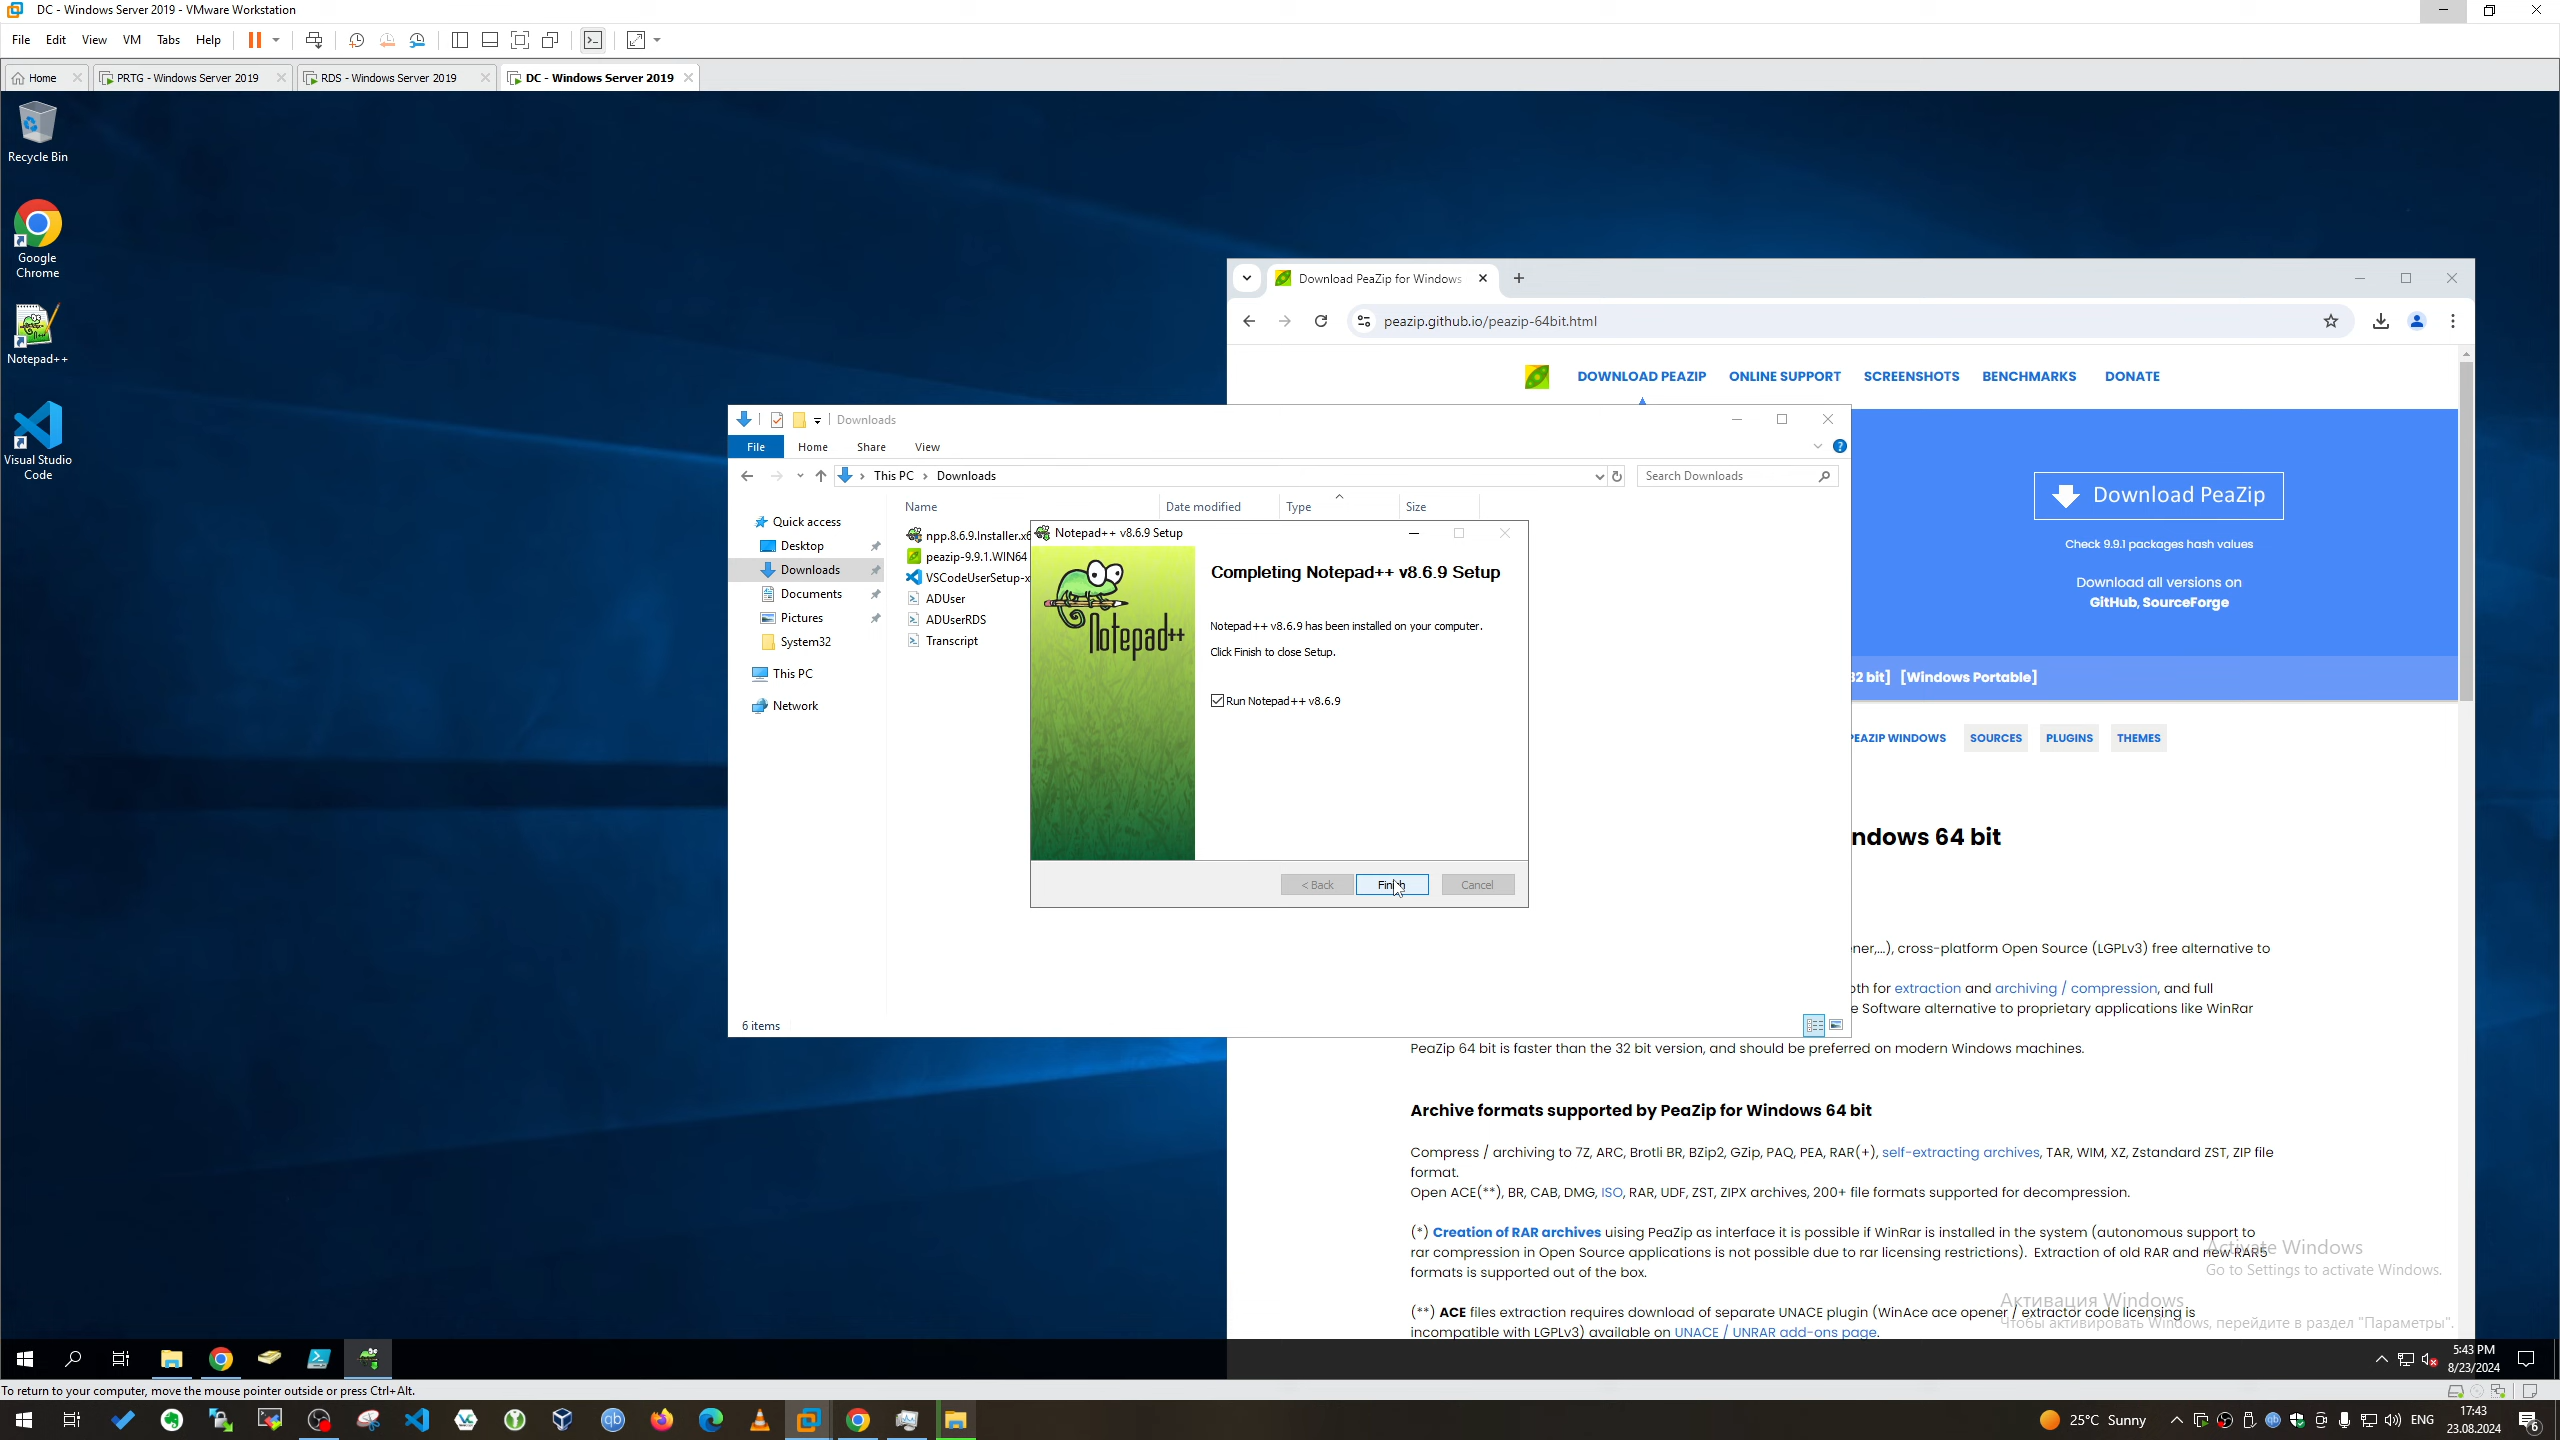 DC - Windows Server 2019 - VMware Workstation
File Edit View VM Tabs Help
Home PRTG - Windows Server 2019 RDS - Windows Server 2019 DC - Windows Server 2019
Recycle Bin
Google
Chrome
Notepad++
Visual Studio
Code
Download PeaZip for Windows
peazip.github.io/peazip-64bit.html
DOWNLOAD PEAZIP ONLINE SUPPORT SCREENSHOTS BENCHMARKS DONATE
Downloads
File Home Share View
This PC Downloads
Search Downloads
Name Date modified Type Size
Quick access
Desktop
Downloads
Documents
Pictures
System32
This PC
Network
npp.8.6.9.Installer.x6
peazip-9.9.1.WIN64
VSCodeUserSetup-x
ADUser
ADUserRDS
Transcript
6 items
Notepad++ v8.6.9 Setup
Notepad++
Completing Notepad++ v8.6.9 Setup
Notepad++ v8.6.9 has been installed on your computer.
Click Finish to close Setup.
Run Notepad++ v8.6.9
< Back Finish Cancel
Download PeaZip
Check 9.9.1 packages hash values
Download all versions on
GitHub, SourceForge
32 bit] [Windows Portable]
PEAZIP WINDOWS SOURCES PLUGINS THEMES
ndows 64 bit
ner,...), cross-platform Open Source (LGPLv3) free alternative to
oth for extraction and archiving / compression, and full
e Software alternative to proprietary applications like WinRar
PeaZip 64 bit is faster than the 32 bit version, and should be preferred on modern Windows machines.
Archive formats supported by PeaZip for Windows 64 bit
Compress / archiving to 7Z, ARC, Brotli BR, BZip2, GZip, PAQ, PEA, RAR(+), self-extracting archives, TAR, WIM, XZ, Zstandard ZST, ZIP file
format.
Open ACE(**), BR, CAB, DMG, ISO, RAR, UDF, ZST, ZIPX archives, 200+ file formats supported for decompression.
(*) Creation of RAR archives uising PeaZip as interface it is possible if WinRar is installed in the system (autonomous support to
rar compression in Open Source applications is not possible due to rar licensing restrictions). Extraction of old RAR and new RAR5
formats is supported out of the box.
Activate Windows
Go to Settings to activate Windows.
(**) ACE files extraction requires download of separate UNACE plugin (WinAce ace opener / extractor code licensing is
incompatible with LGPLv3) available on UNACE / UNRAR add-ons page.
Активация Windows
Чтобы активировать Windows, перейдите в раздел "Параметры".
5:43 PM
8/23/2024
To return to your computer, move the mouse pointer outside or press Ctrl+Alt.
25°C Sunny
ENG
17:43
23.08.2024
6